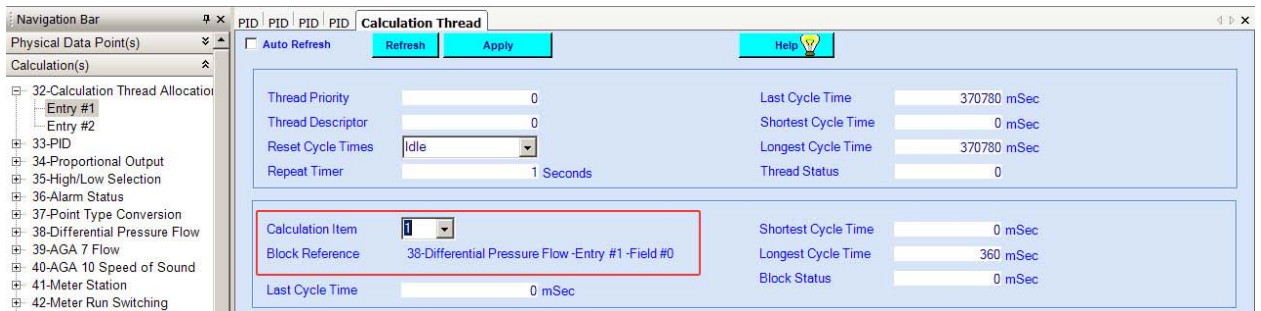 Navigation Bar
Physical Data Point(s)
Calculation(s)
32-Calculation Thread Allocation
Entry #1
Entry #2
33-PID
34-Proportional Output
35-High/Low Selection
36-Alarm Status
37-Point Type Conversion
38-Differential Pressure Flow
39-AGA 7 Flow
40-AGA 10 Speed of Sound
41-Meter Station
42-Meter Run Switching
PID PID PID PID Calculation Thread
Auto Refresh Refresh Apply Help
Thread Priority 0 Last Cycle Time 370780 mSec
Thread Descriptor 0 Shortest Cycle Time 0 mSec
Reset Cycle Times Idle Longest Cycle Time 370780 mSec
Repeat Timer 1 Seconds Thread Status 0
Calculation Item 1 Shortest Cycle Time 0 mSec
Block Reference 38-Differential Pressure Flow -Entry #1 -Field #0 Longest Cycle Time 360 mSec
Block Status 0 mSec
Last Cycle Time 0 mSec